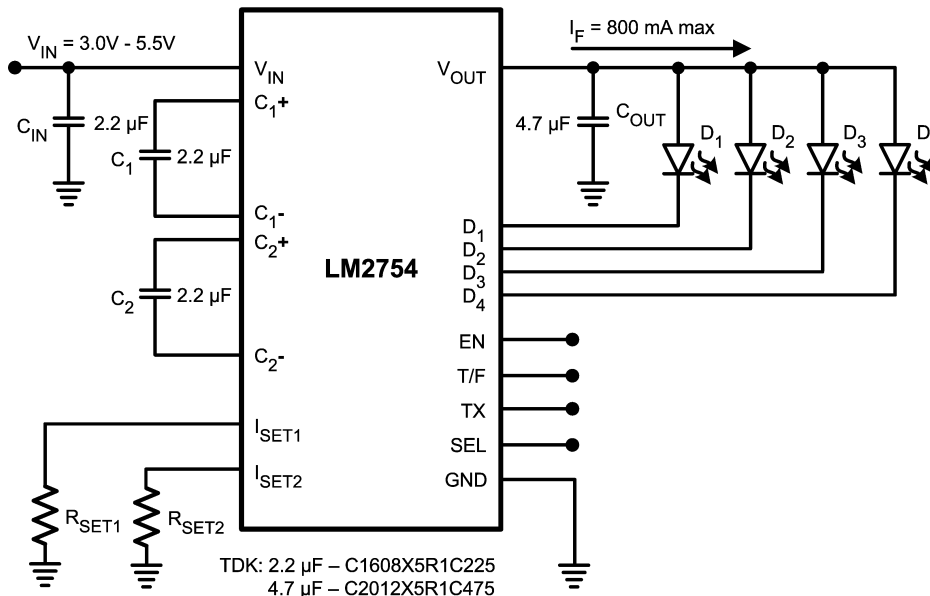 V_IN = 3.0V - 5.5V
I_F = 800 mA max
V_IN
V_OUT
C_1+
C_IN
2.2 µF
C_1
2.2 µF
4.7 µF
C_OUT
D_1
D_2
D_3
D
C_1-
C_2+
D_1
D_2
D_3
D_4
LM2754
C_2
2.2 µF
C_2-
EN
T/F
TX
SEL
GND
I_SET1
I_SET2
R_SET1
R_SET2
TDK: 2.2 µF – C1608X5R1C225
4.7 µF – C2012X5R1C475